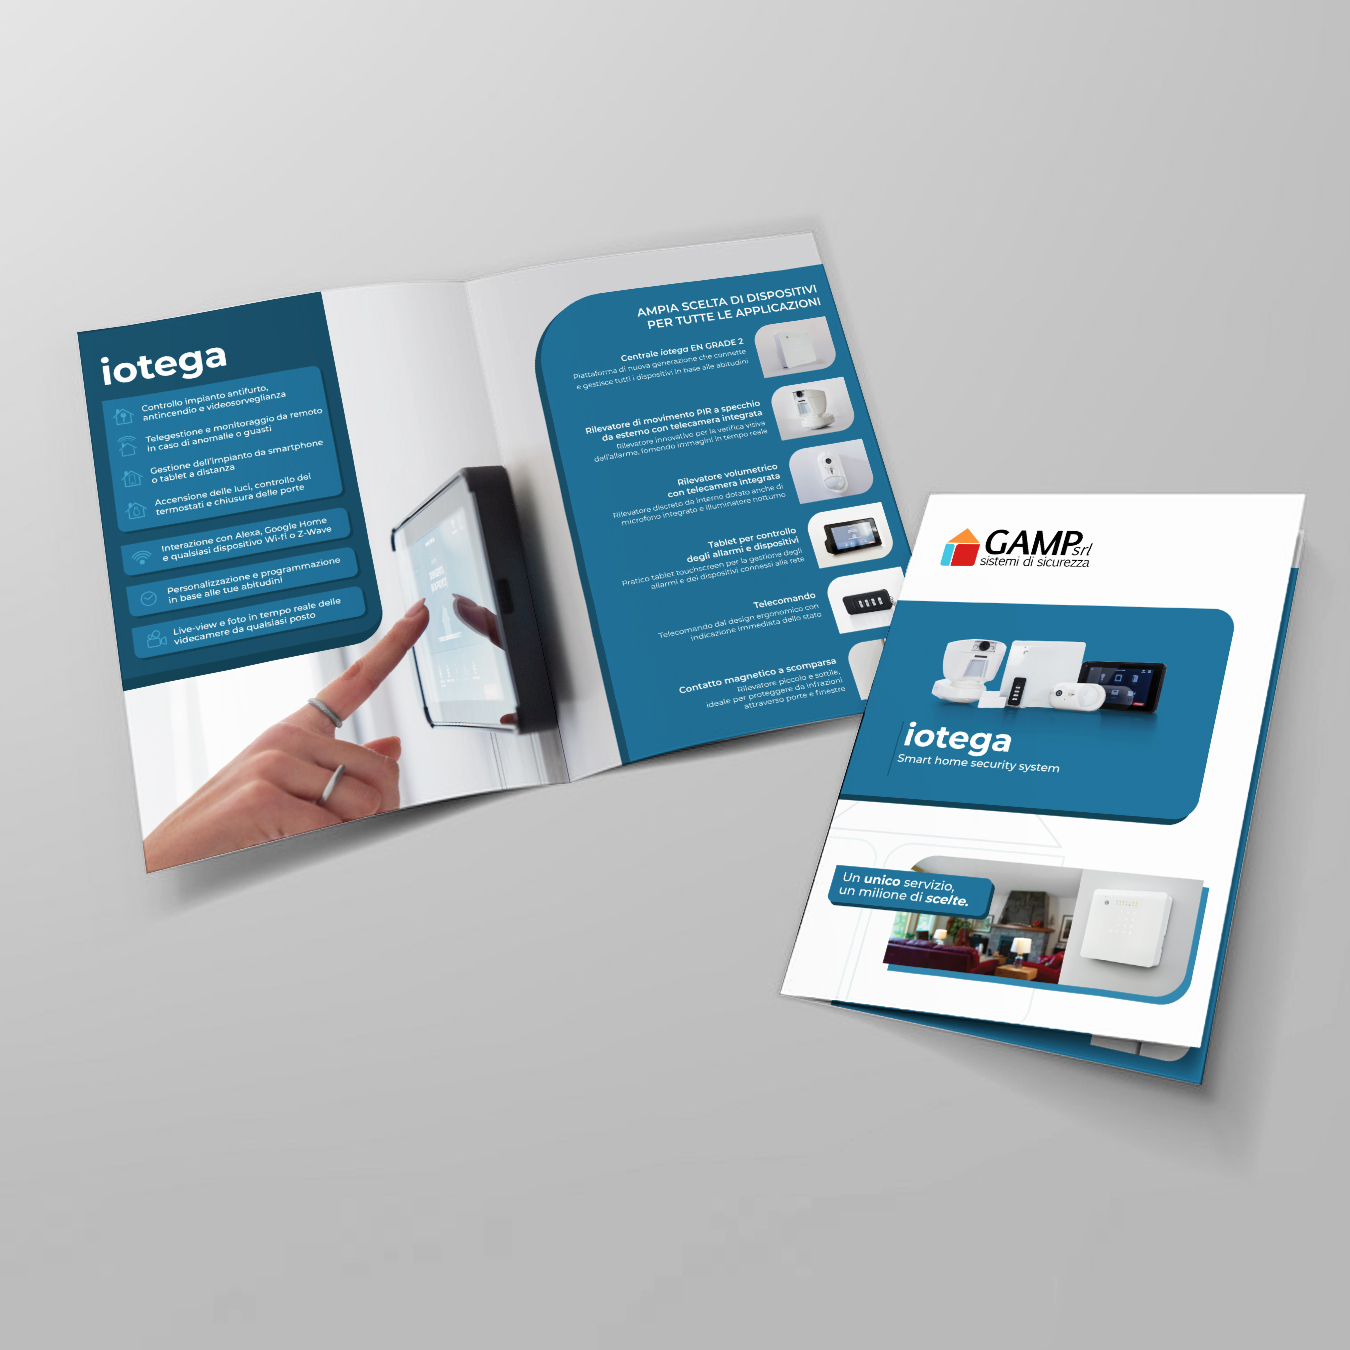 iotega
Controllo impianto antifurto,
antincendio e videosorveglianza
Telegestione e monitoraggio da remoto
In caso di anomalie o guasti
Gestione dell'impianto da smartphone
o tablet a distanza
Accensione delle luci, controllo dei
termostati e chiusura delle porte
Interazione con Alexa, Google Home
e qualsiasi dispositivo Wi-fi o Z-Wave
Personalizzazione e programmazione
in base alle tue abitudini
Live-view e foto in tempo reale delle
videcamere da qualsiasi posto
AMPIA SCELTA DI DISPOSITIVI
PER TUTTE LE APPLICAZIONI
Centrale iotega EN GRADE 2
Piattaforma di nuova generazione che connette
e gestisce tutti i dispositivi in base alle abitudini
Rilevatore di movimento PIR a specchio
da esterno con telecamera integrata
Rilevatore innovativo per la verifica visiva
dell'allarme, fornendo immagini in tempo reale
Rilevatore volumetrico
con telecamera integrata
Rilevatore discreto da interno dotato anche di
microfono integrato e illuminatore notturno
Tablet per controllo
degli allarmi e dispositivi
Pratico tablet touchscreen per la gestione degli
allarmi e dei dispositivi connessi alla rete
Telecomando
Telecomando dal design ergonomico con
indicazione immediata dello stato
Contatto magnetico a scomparsa
Rilevatore piccolo e sottile,
ideale per proteggere da infrazioni
attraverso porte e finestre
GAMP srl
sistemi di sicurezza
iotega
Smart home security system
Un unico servizio,
un milione di scelte.